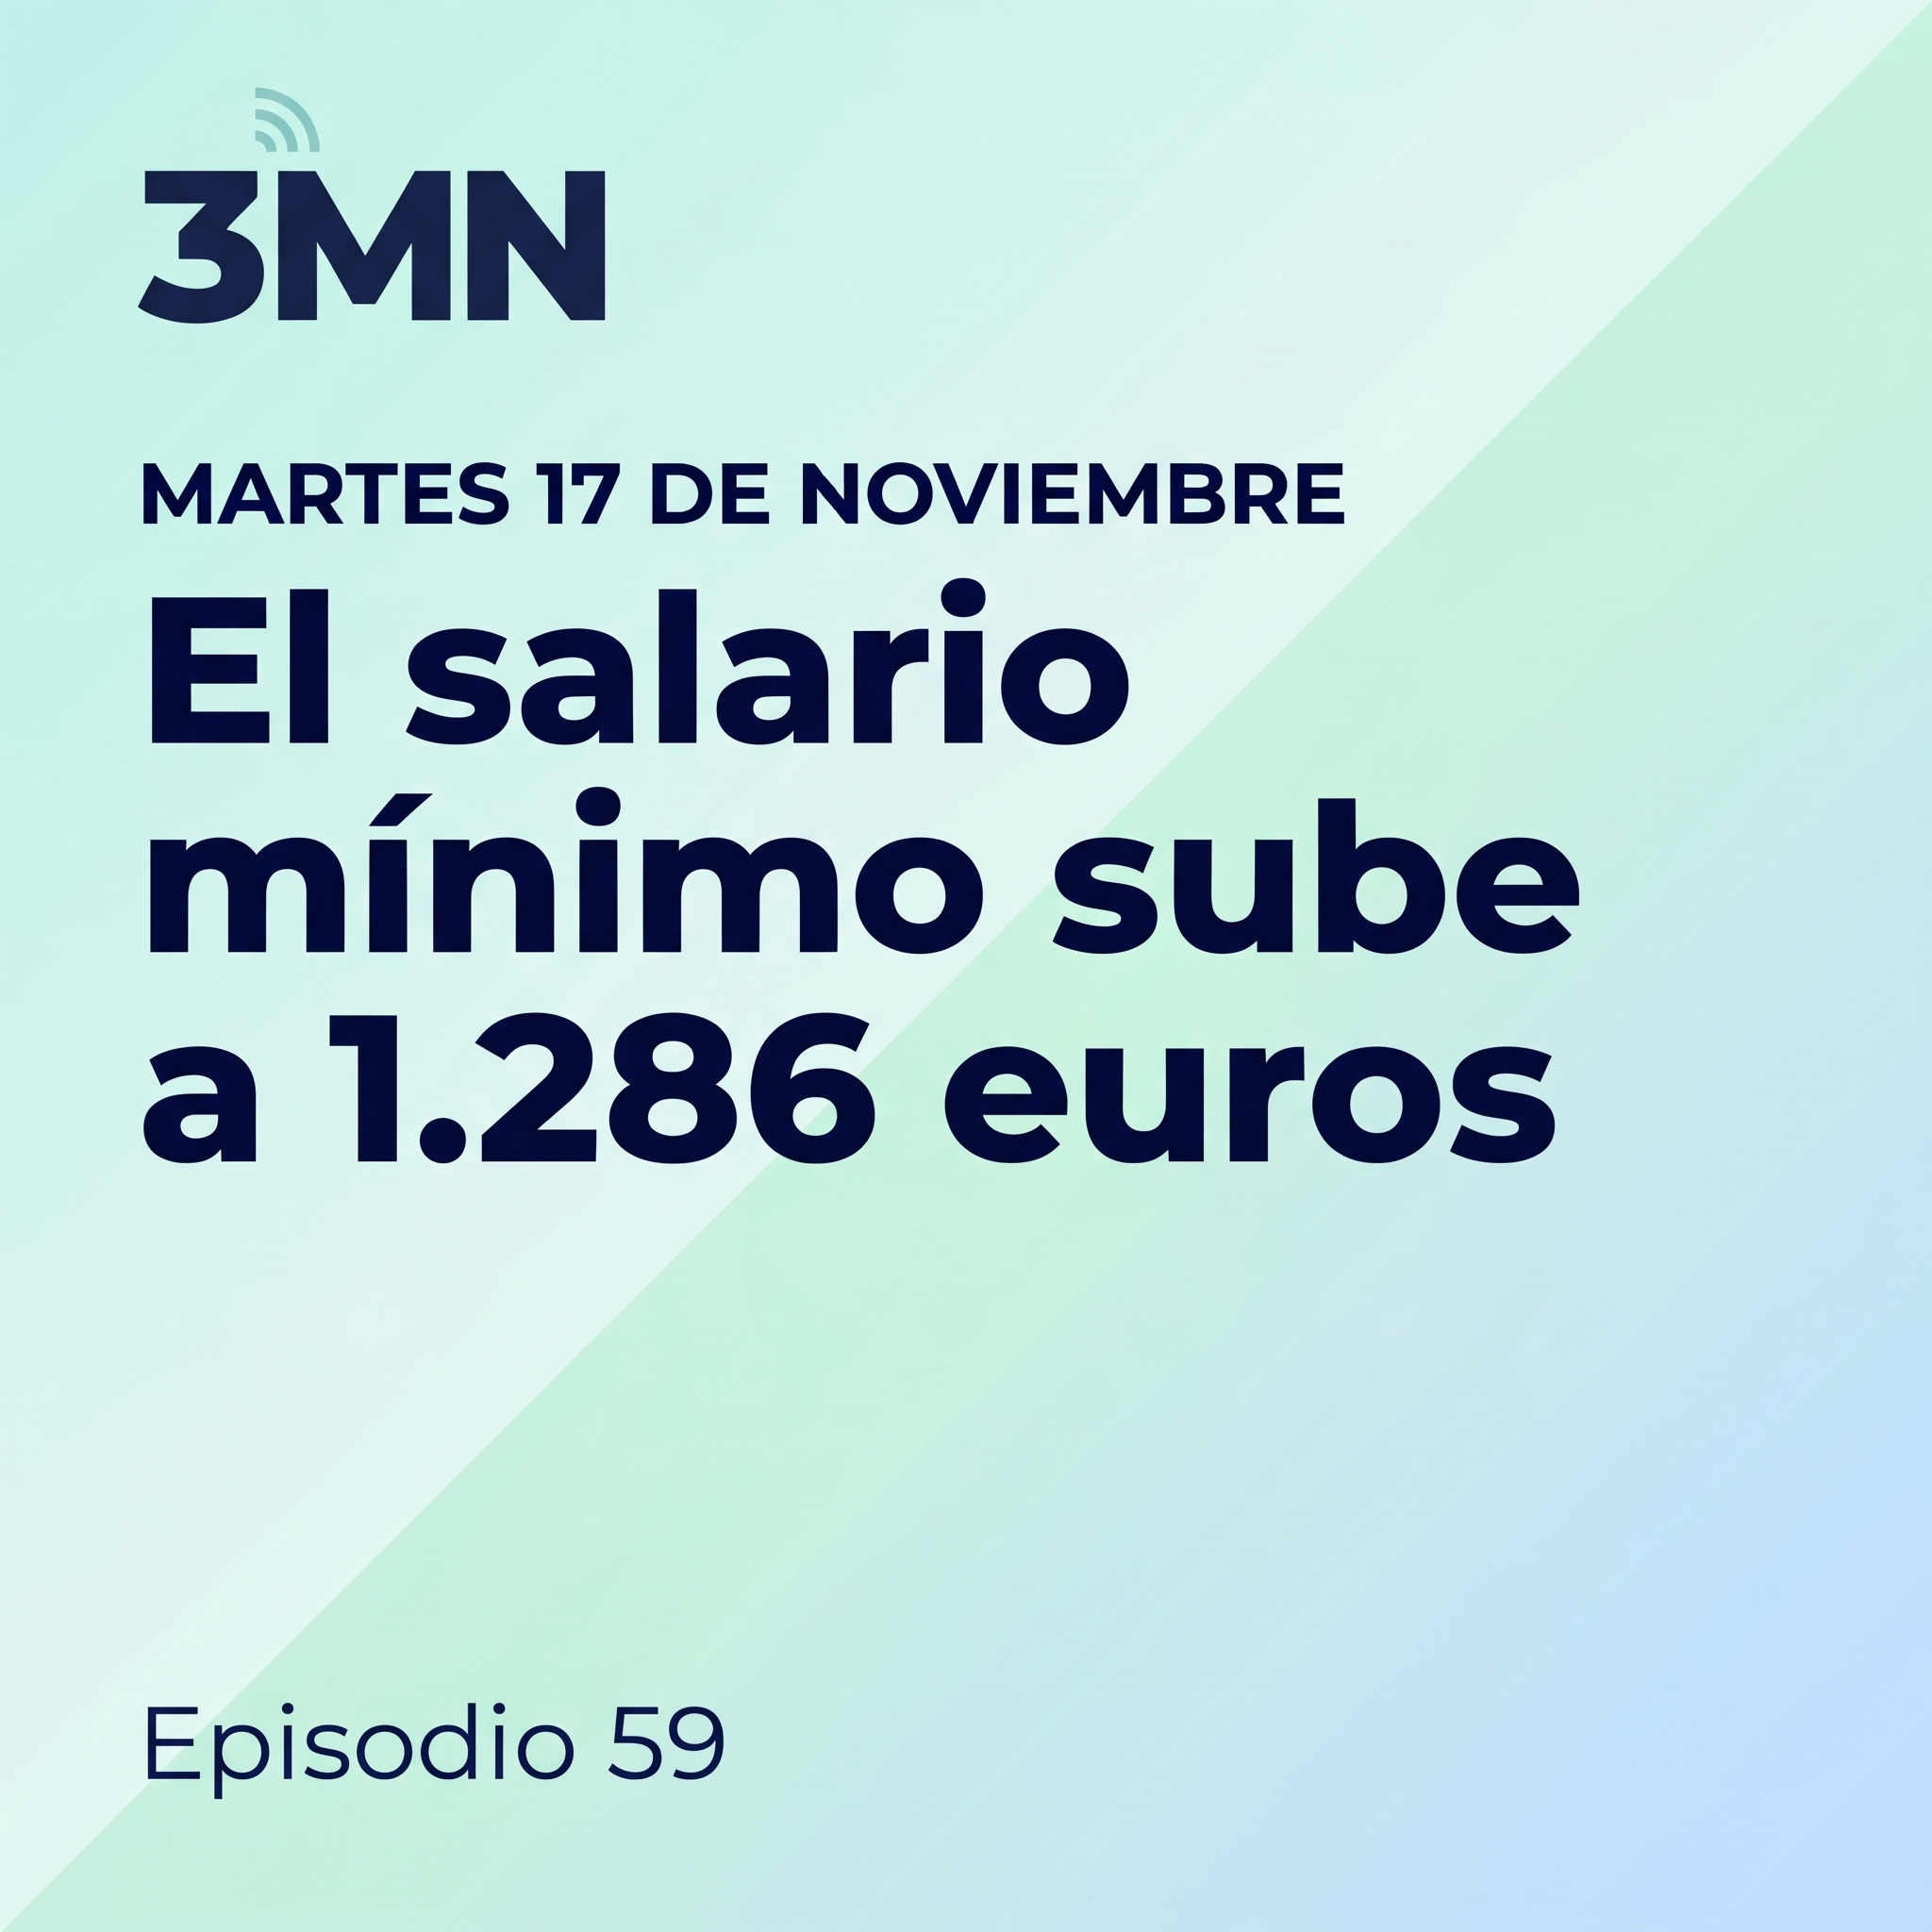 3MN
MARTES 17 DE NOVIEMBRE
El salario
mínimo sube
a 1.286 euros
Episodio 59